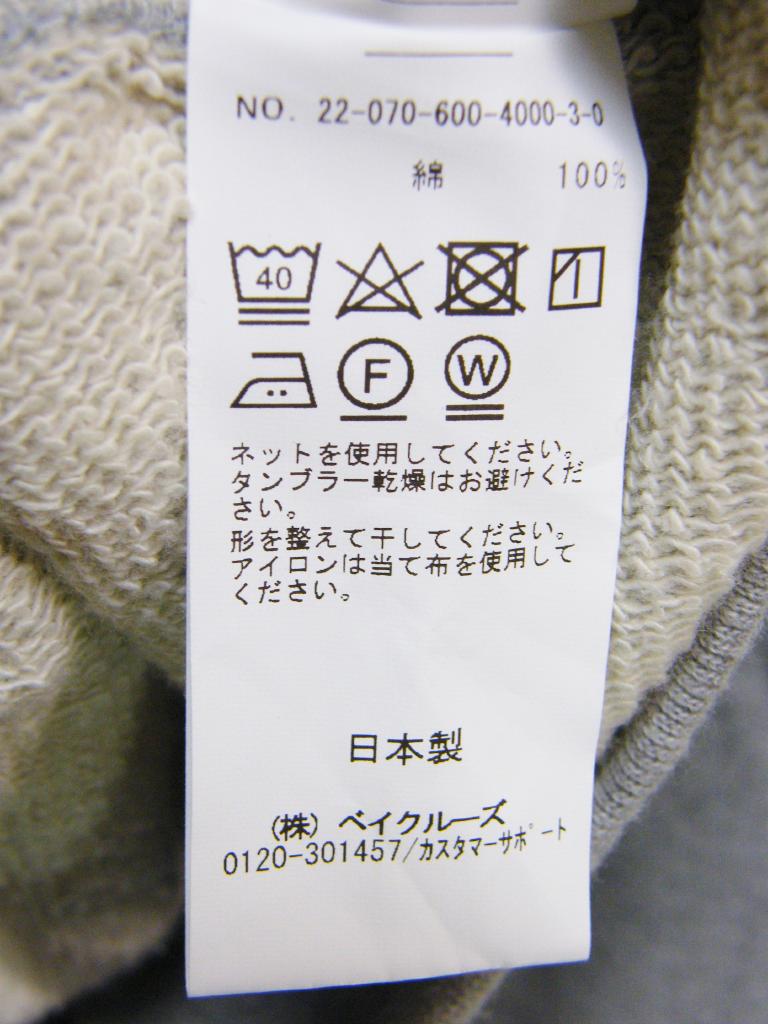 NO. 22-070-600-4000-3-0
綿 100%
40
F W
ネットを使用してください。
タンブラー乾燥はお避けくだ
さい。
形を整えて干してください。
アイロンは当て布を使用して
ください。
日本製
(株) ベイクルーズ
0120-301457/カスタマーサポート